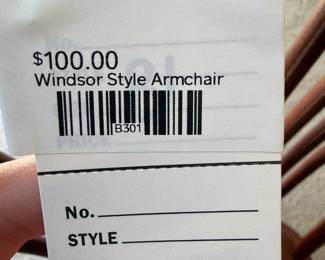 $100.00
Windsor Style Armchair
B301
No.
STYLE